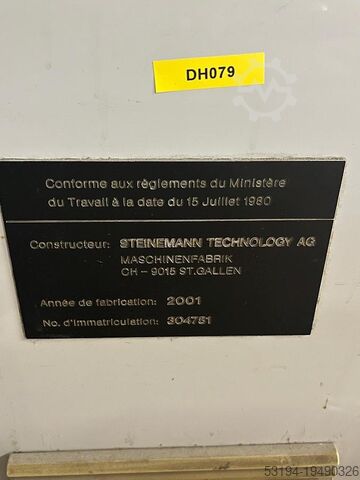 DH079
Conforme aux règlements du Ministère
du Travail à la date du 15 Juillet 1980
Constructeur: STEINEMANN TECHNOLOGY AG
MASCHINENFABRIK
CH - 9015 ST.GALLEN
Année de fabrication: 2001
No. d'immatriculation: 304751
53194-19490326